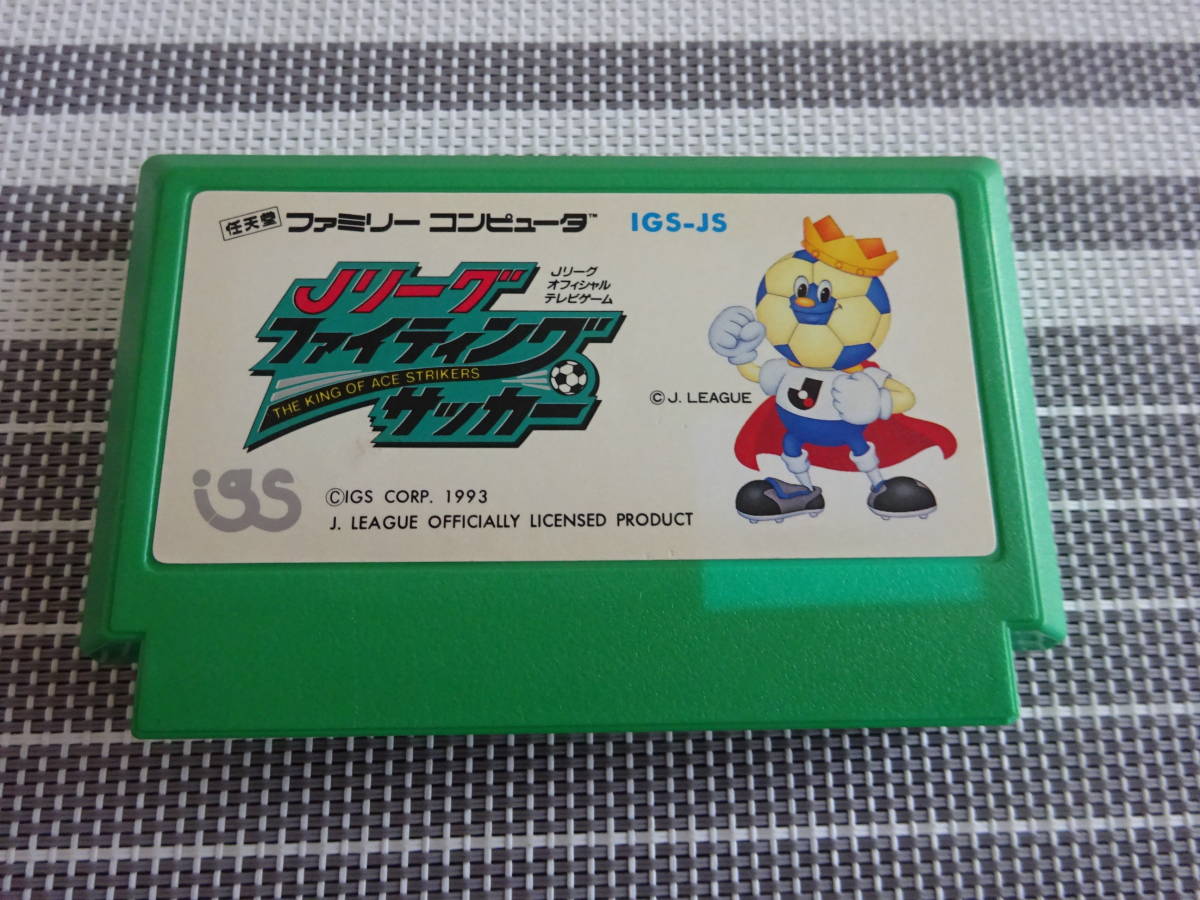 任天堂 ファミリー コンピュータ™ IGS-JS
Jリーグ
オフィシャル
テレビゲーム
Jリーグ
ファイティング
サッカー
THE KING OF ACE STRIKERS
© J. LEAGUE
J
igs
©IGS CORP. 1993
J. LEAGUE OFFICIALLY LICENSED PRODUCT